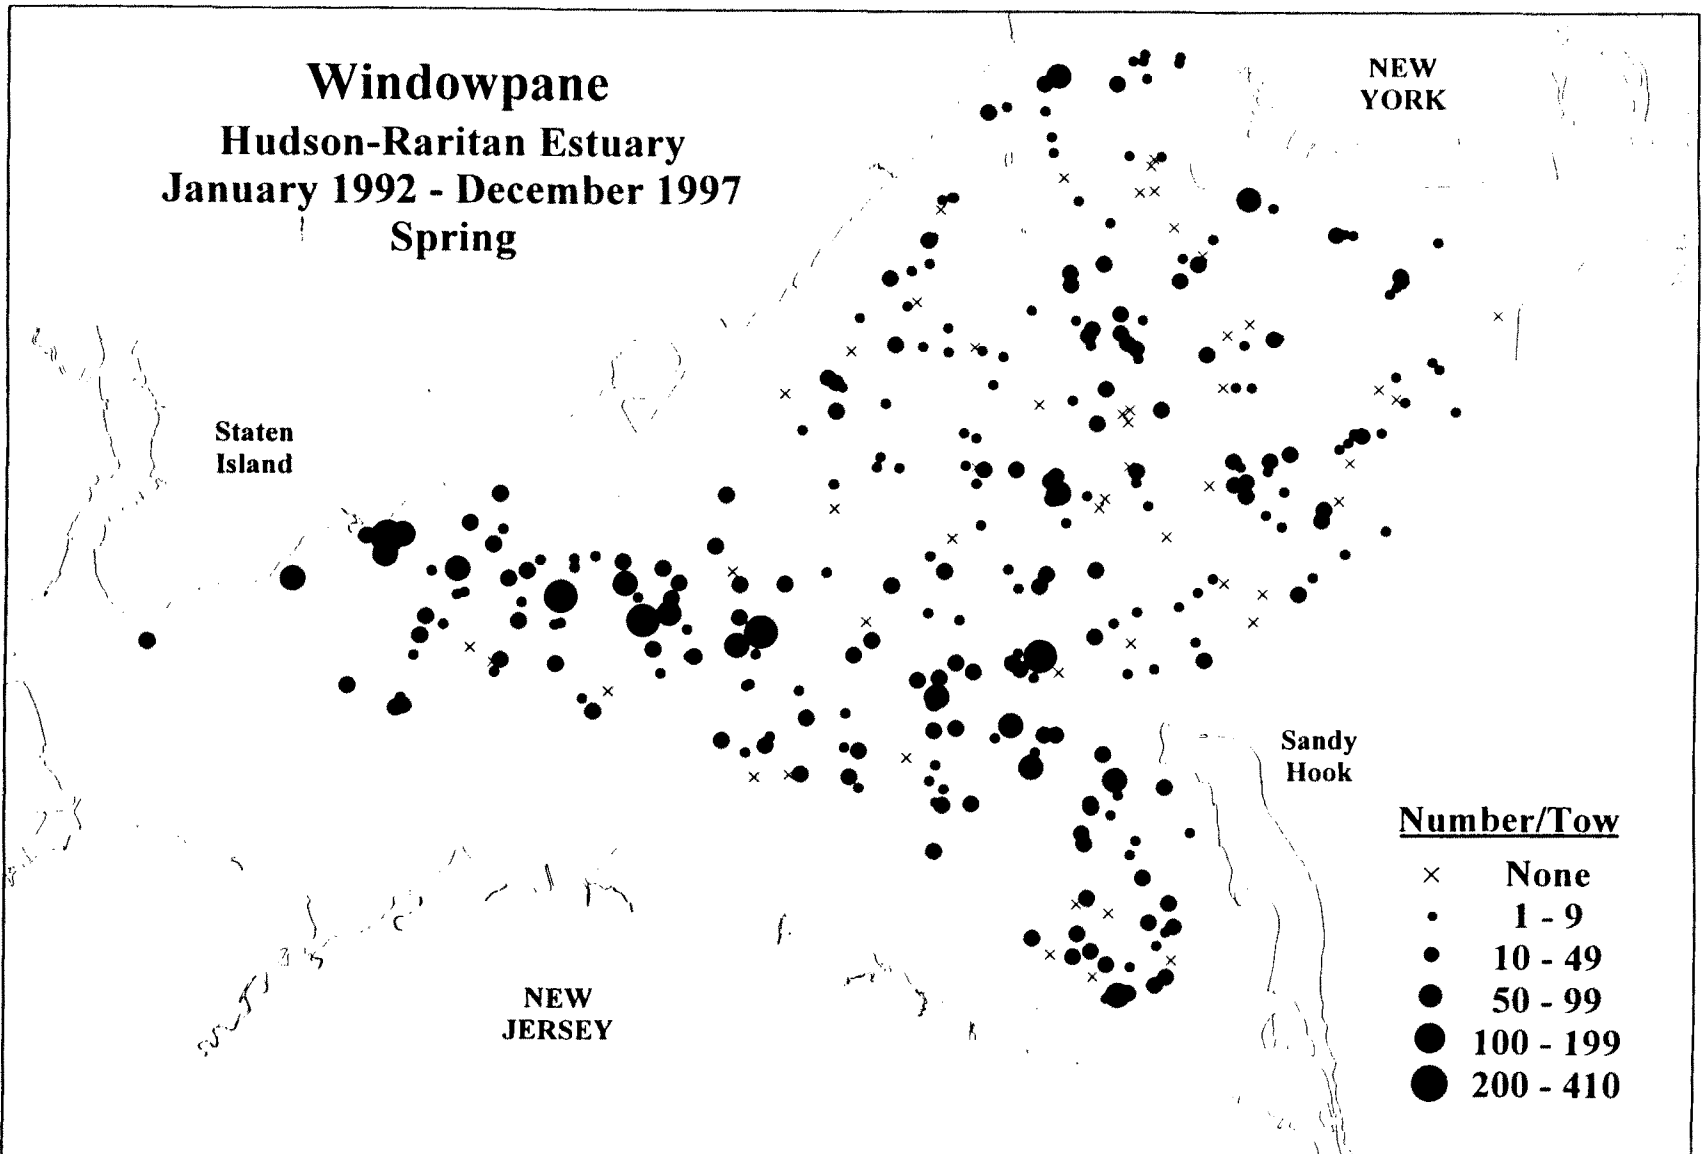 Windowpane
Hudson-Raritan Estuary
January 1992 - December 1997
Spring
NEW
YORK
Staten
Island
Sandy
Hook
NEW
JERSEY
Number/Tow
None
1 - 9
10 - 49
50 - 99
100 - 199
200 - 410